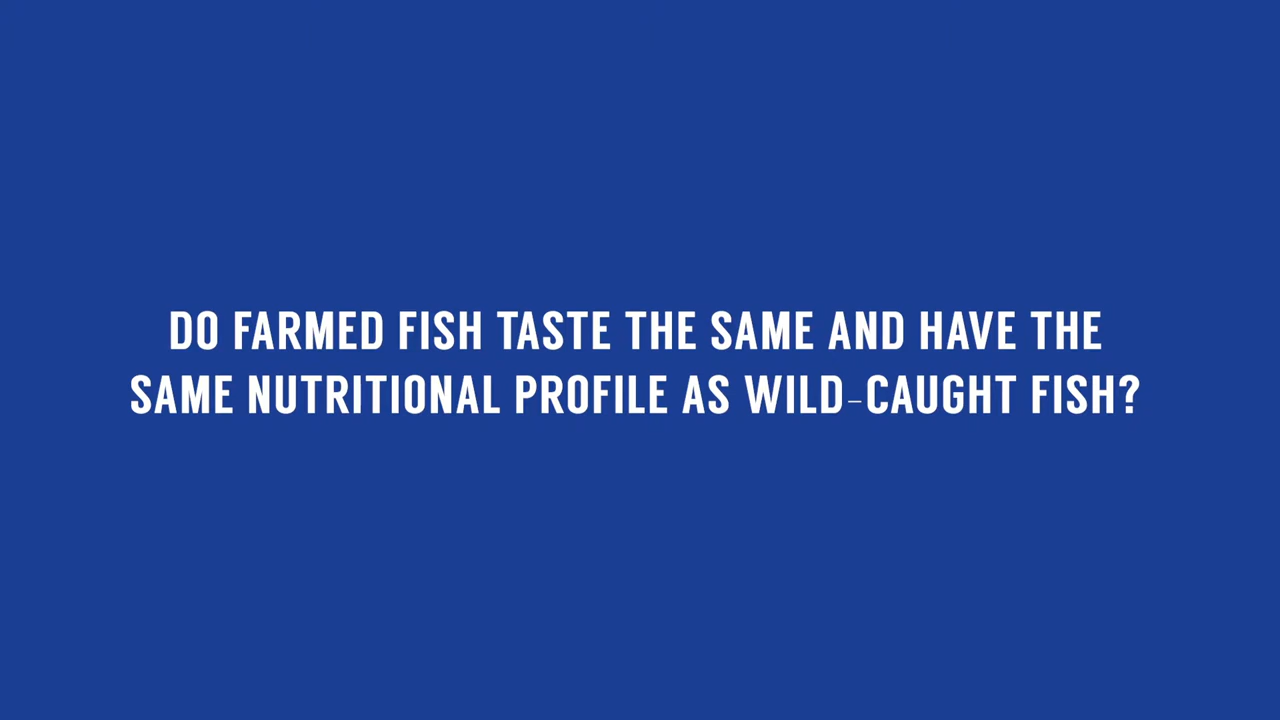 DO FARMED FISH TASTE THE SAME AND HAVE THE
SAME NUTRITIONAL PROFILE AS WILD-CAUGHT FISH?